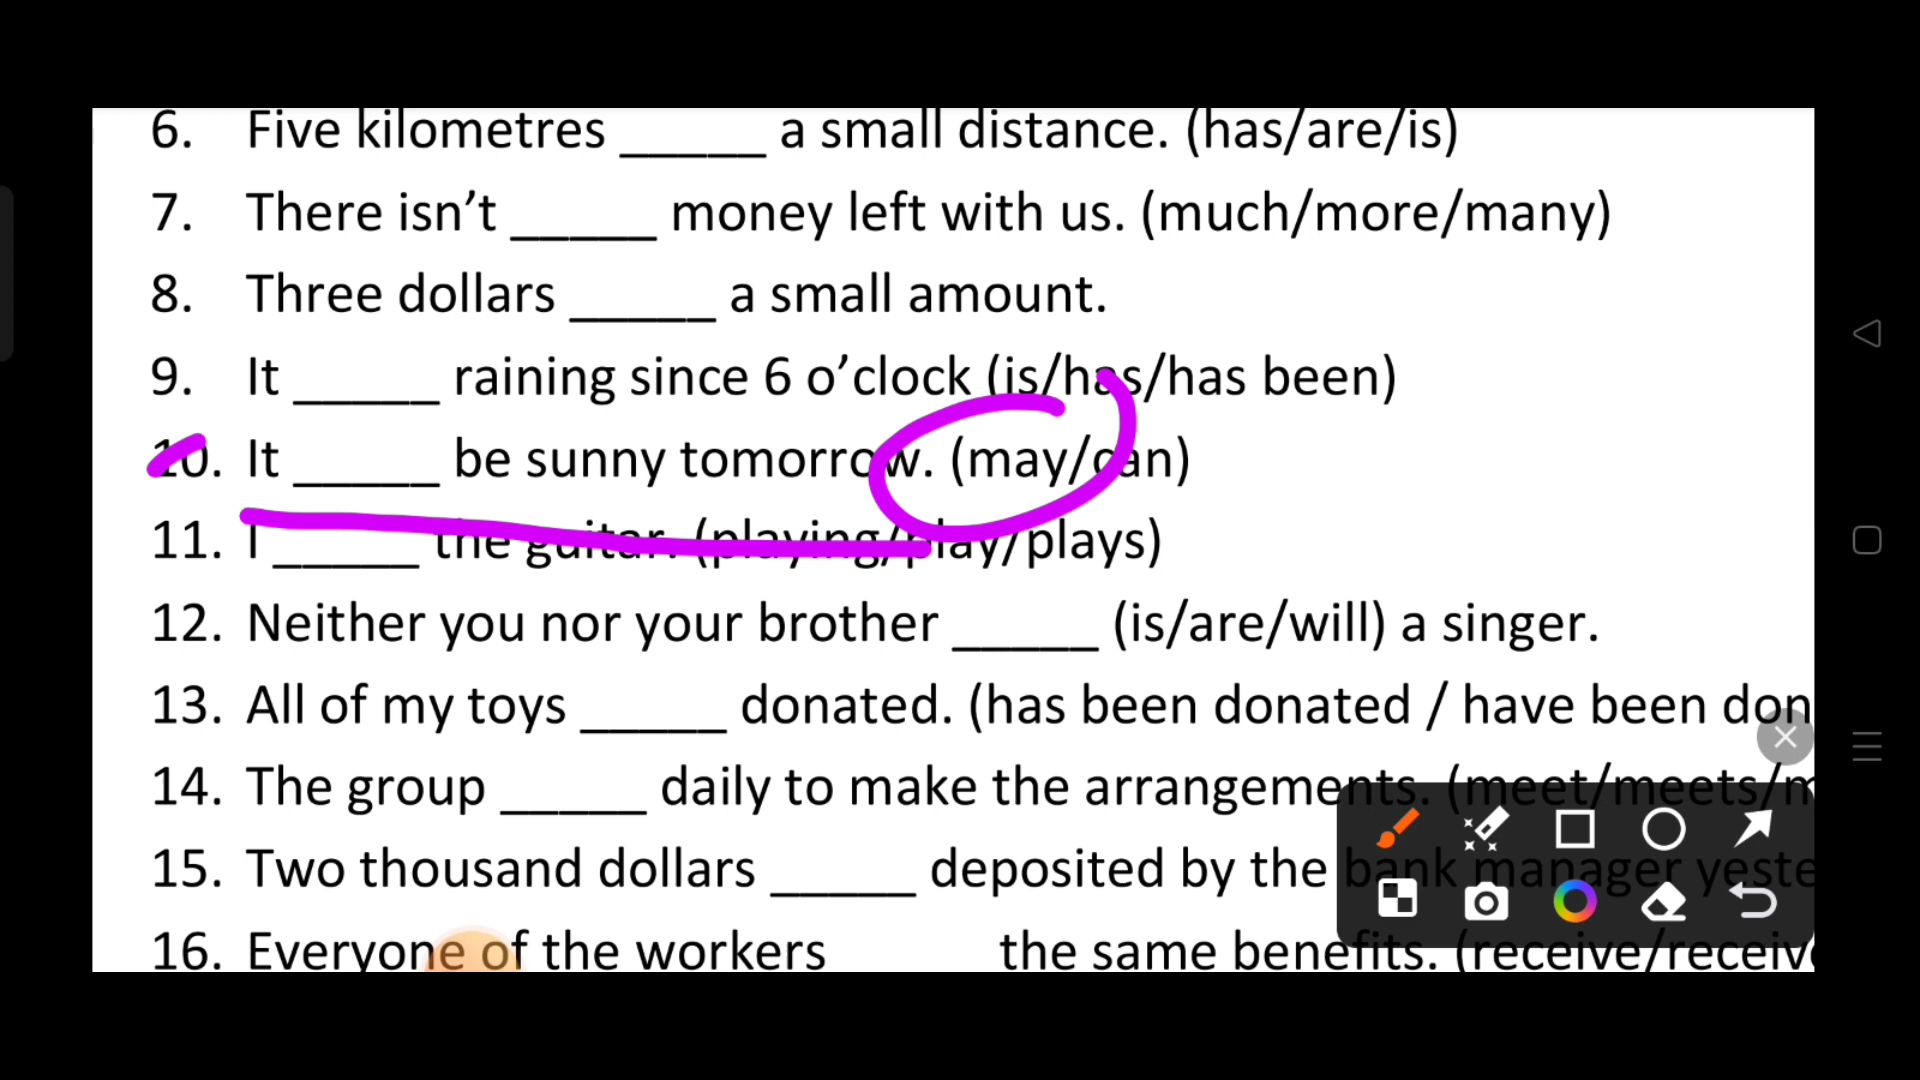 6. Five kilometres _____ a small distance. (has/are/is)
7. There isn’t _____ money left with us. (much/more/many)
8. Three dollars _____ a small amount.
9. It _____ raining since 6 o’clock (is/has/has been)
10. It _____ be sunny tomorrow. (may/can)
11. I _____ the guitar. (playing/play/plays)
12. Neither you nor your brother _____ (is/are/will) a singer.
13. All of my toys _____ donated. (has been donated / have been don
14. The group _____ daily to make the arrangements. (meet/meets/m
15. Two thousand dollars _____ deposited by the bank manager yeste
16. Everyone of the workers _____ the same benefits. (receive/receiv